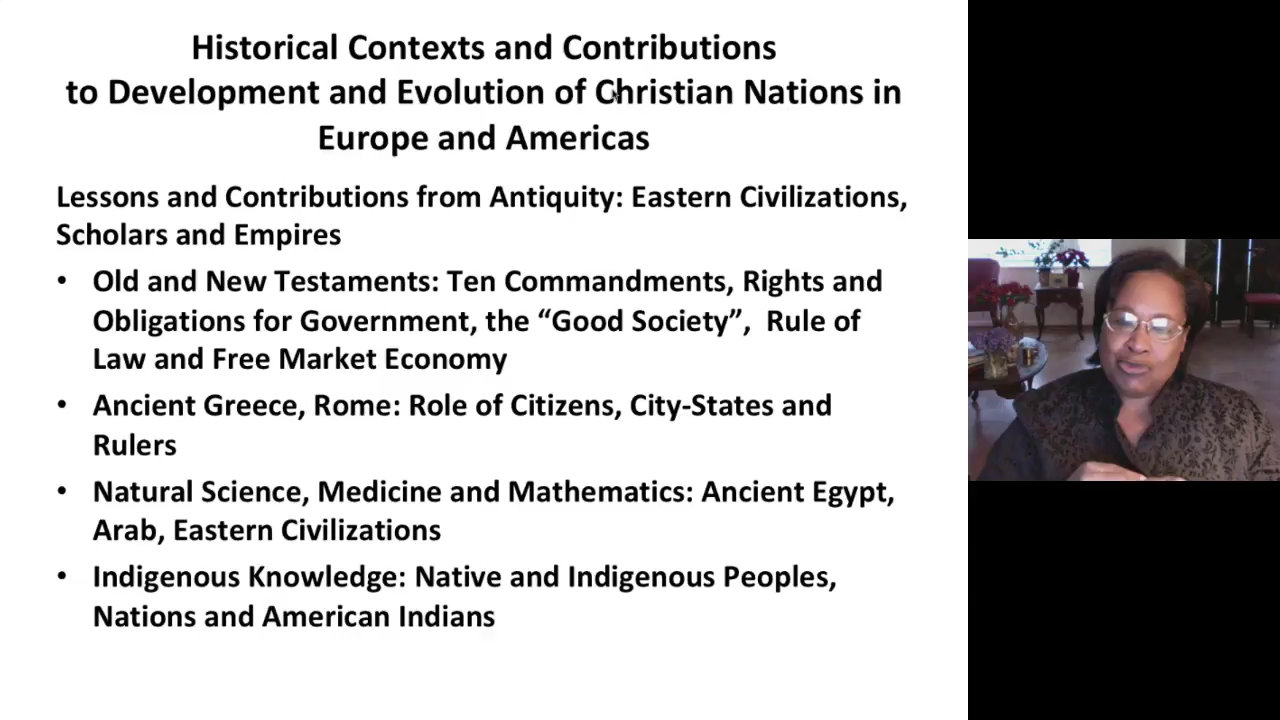 Historical Contexts and Contributions
to Development and Evolution of Christian Nations in
Europe and Americas
Lessons and Contributions from Antiquity: Eastern Civilizations,
Scholars and Empires
• Old and New Testaments: Ten Commandments, Rights and
Obligations for Government, the “Good Society”, Rule of
Law and Free Market Economy
• Ancient Greece, Rome: Role of Citizens, City-States and
Rulers
• Natural Science, Medicine and Mathematics: Ancient Egypt,
Arab, Eastern Civilizations
• Indigenous Knowledge: Native and Indigenous Peoples,
Nations and American Indians